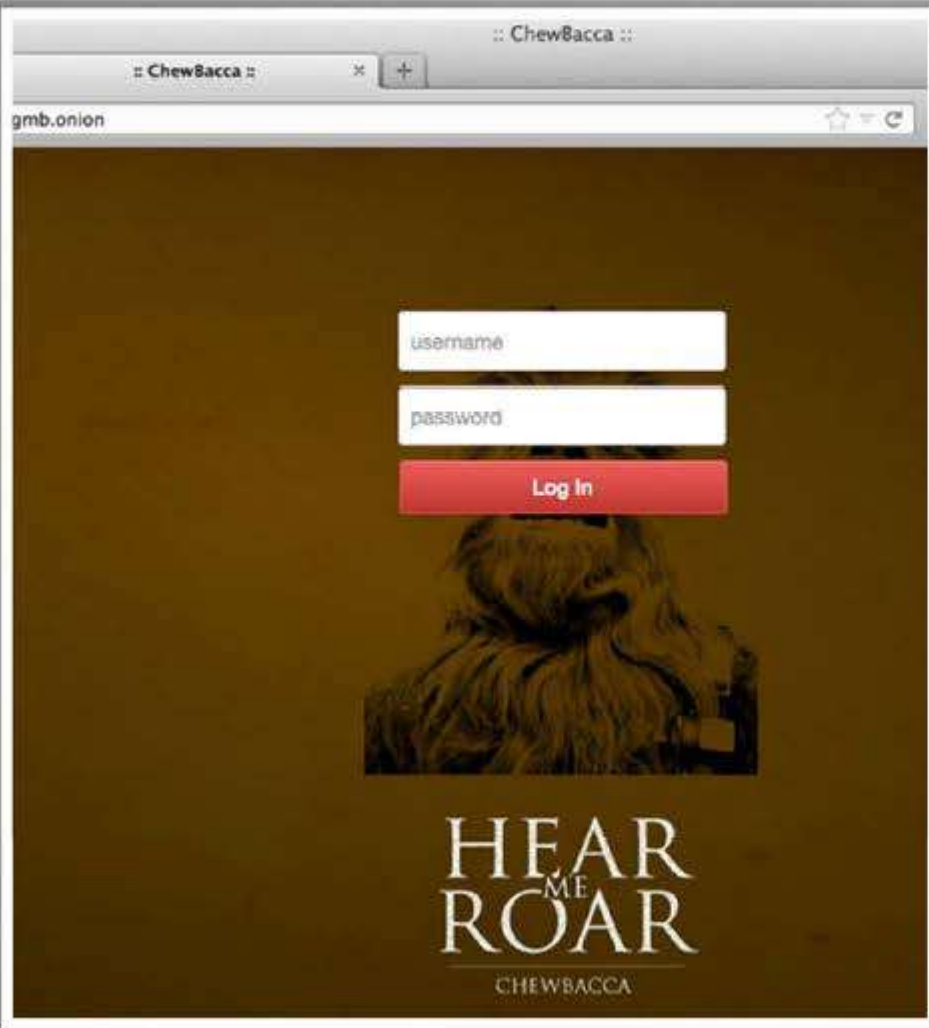 :: ChewBacca ::
:: ChewBacca :: × +
gmb.onion
username
password
Log In
HEAR
ME
ROAR
CHEWBACCA